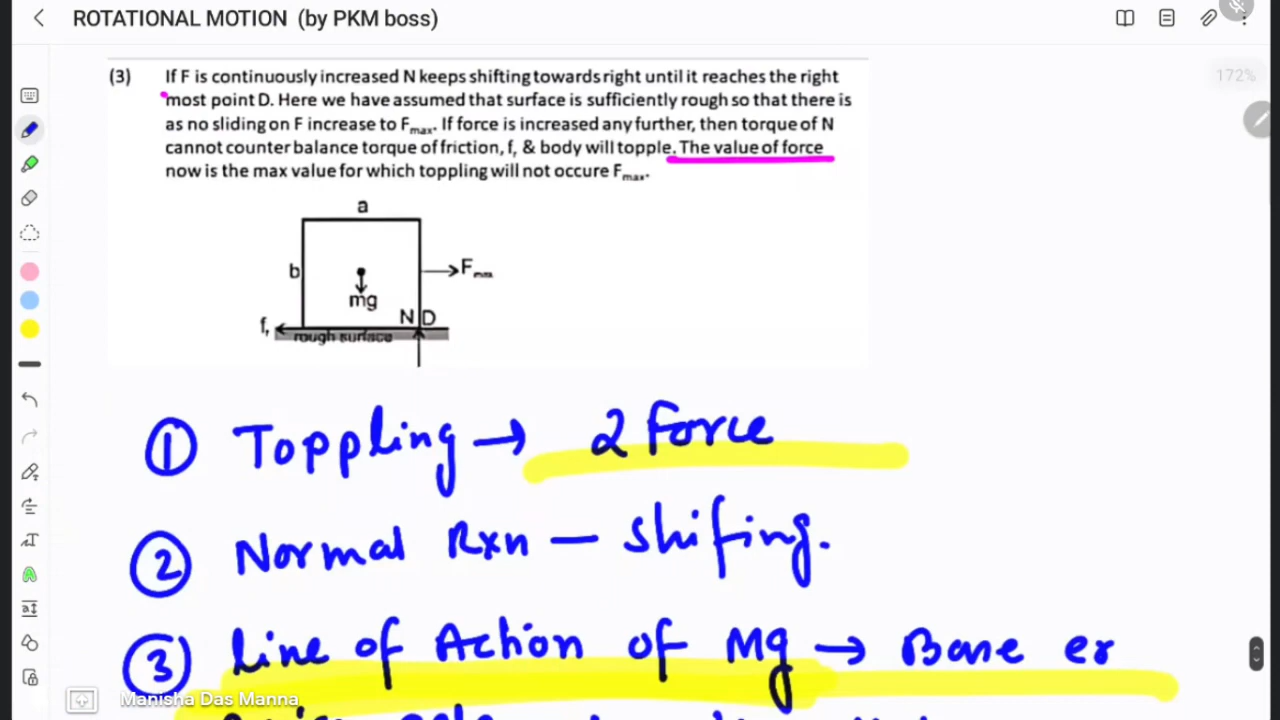 ROTATIONAL MOTION (by PKM boss)
172%
(3) If F is continuously increased N keeps shifting towards right until it reaches the right
most point D. Here we have assumed that surface is sufficiently rough so that there is
as no sliding on F increase to Fmax. If force is increased any further, then torque of N
cannot counter balance torque of friction, f, & body will topple. The value of force
now is the max value for which toppling will not occure Fmax.
a
b
F
mg
N D
fr
rough surface
① Toppling → 2 Force
② Normal Rxn – Shifing.
③ line of Action of Mg → Base er
Manisha Das Manna